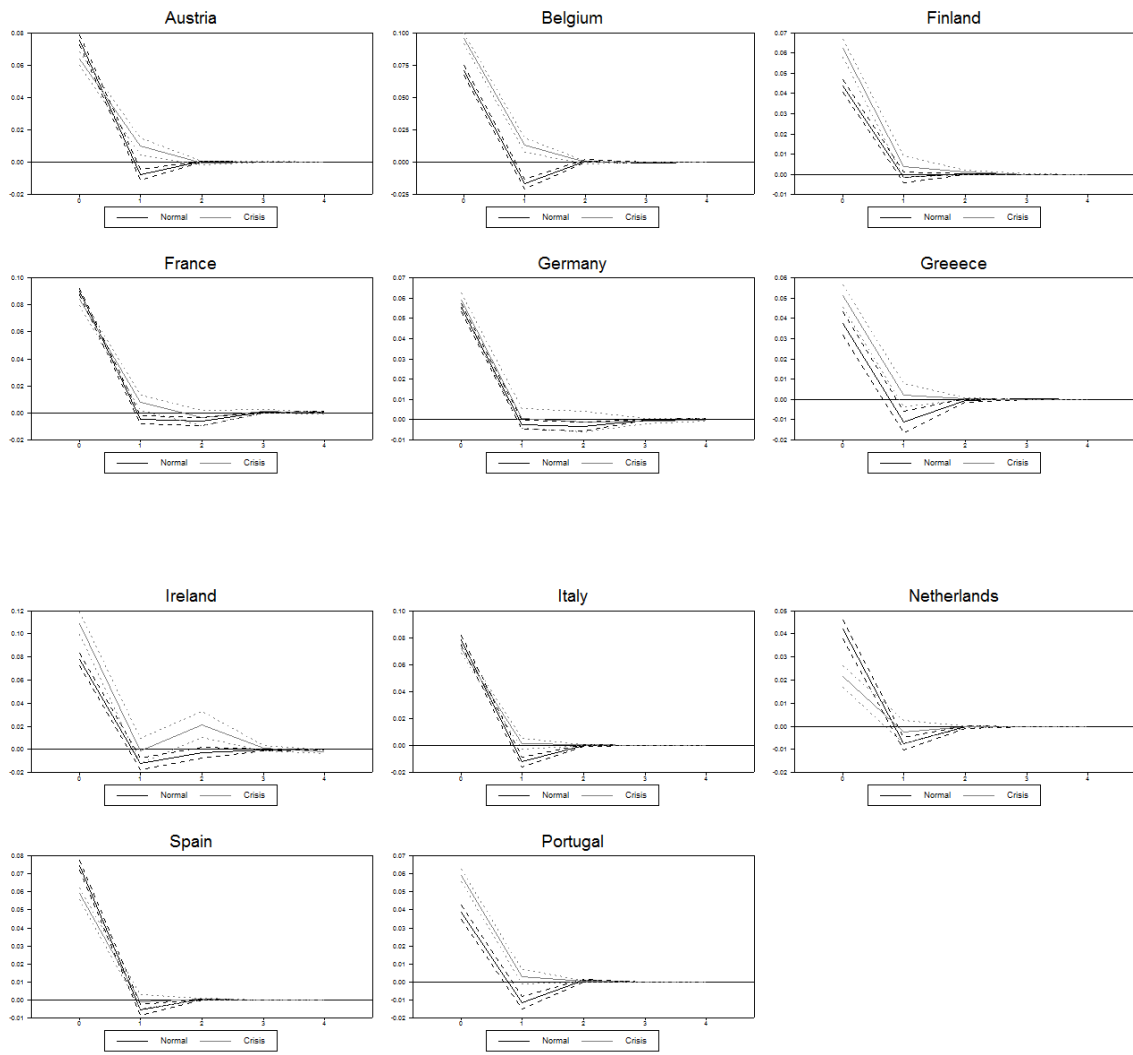 Austria
0.08
0.06
0.04
0.02
0.00
-0.02
0 1 2 3 4
Normal Crisis
Belgium
0.100
0.075
0.050
0.025
0.000
-0.025
0 1 2 3 4
Normal Crisis
Finland
0.07
0.06
0.05
0.04
0.03
0.02
0.01
0.00
-0.01
0 1 2 3 4
Normal Crisis
France
0.10
0.08
0.06
0.04
0.02
0.00
-0.02
0 1 2 3 4
Normal Crisis
Germany
0.07
0.06
0.05
0.04
0.03
0.02
0.01
0.00
-0.01
0 1 2 3 4
Normal Crisis
Greeece
0.06
0.05
0.04
0.03
0.02
0.01
0.00
-0.01
-0.02
0 1 2 3 4
Normal Crisis
Ireland
0.12
0.10
0.08
0.06
0.04
0.02
0.00
-0.02
0 1 2 3 4
Normal Crisis
Italy
0.10
0.08
0.06
0.04
0.02
0.00
-0.02
0 1 2 3 4
Normal Crisis
Netherlands
0.05
0.04
0.03
0.02
0.01
0.00
-0.01
-0.02
0 1 2 3 4
Normal Crisis
Spain
0.08
0.07
0.06
0.05
0.04
0.03
0.02
0.01
0.00
-0.01
0 1 2 3 4
Normal Crisis
Portugal
0.07
0.06
0.05
0.04
0.03
0.02
0.01
0.00
-0.01
-0.02
0 1 2 3 4
Normal Crisis